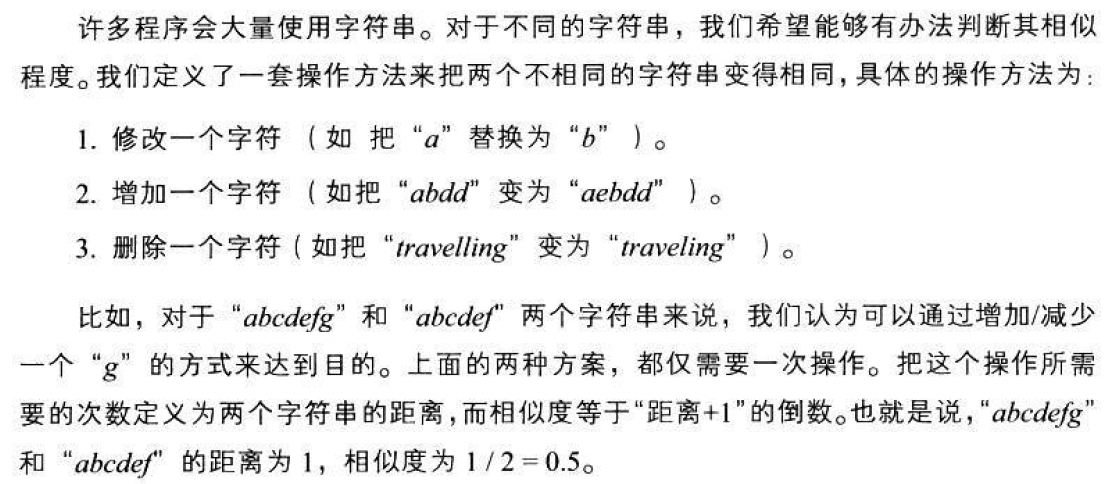 许多程序会大量使用字符串。对于不同的字符串，我们希望能够有办法判断其相似
程度。我们定义了一套操作方法来把两个不相同的字符串变得相同，具体的操作方法为：
1. 修改一个字符 （如 把“a”替换为“b” ）。
2. 增加一个字符 （如把“abdd”变为“aebdd” ）。
3. 删除一个字符（如把“travelling”变为“traveling” ）。
比如，对于“abcdefg”和“abcdef”两个字符串来说，我们认为可以通过增加/减少
一个“g”的方式来达到目的。上面的两种方案，都仅需要一次操作。把这个操作所需
要的次数定义为两个字符串的距离，而相似度等于“距离+1”的倒数。也就是说，“abcdefg”
和“abcdef”的距离为 1，相似度为 1 / 2 = 0.5。